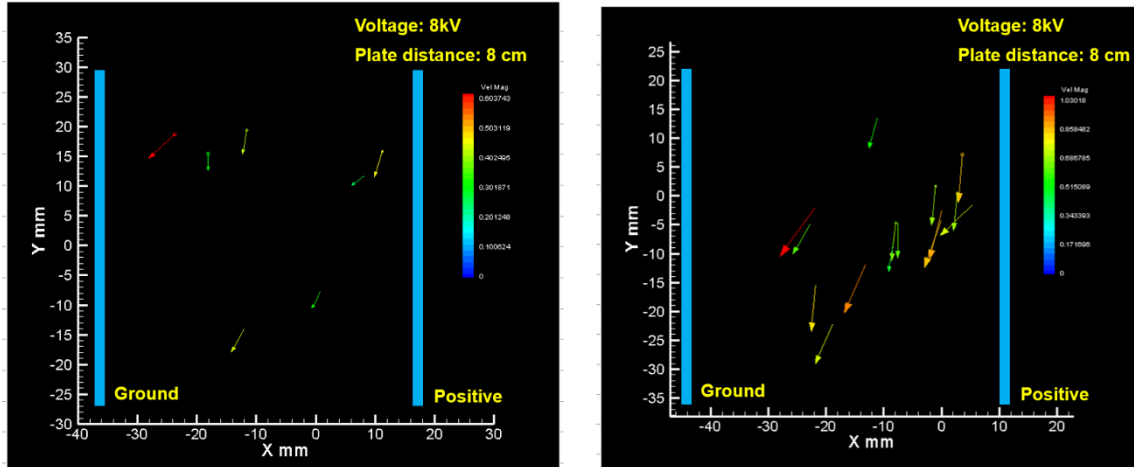 Voltage: 8kV
Plate distance: 8 cm
Vel Mag
0.603743
0.503119
0.402495
0.301871
0.201248
0.100624
0
Y mm
35
30
25
20
15
10
5
0
-5
-10
-15
-20
-25
-30
Ground
Positive
-40 -30 -20 -10 0 10 20 30
X mm
Voltage: 8kV
Plate distance: 8 cm
Vel Mag
1.03018
0.858482
0.686785
0.515089
0.343393
0.171696
0
Y mm
25
20
15
10
5
0
-5
-10
-15
-20
-25
-30
-35
Ground
Positive
-40 -30 -20 -10 0 10 20
X mm